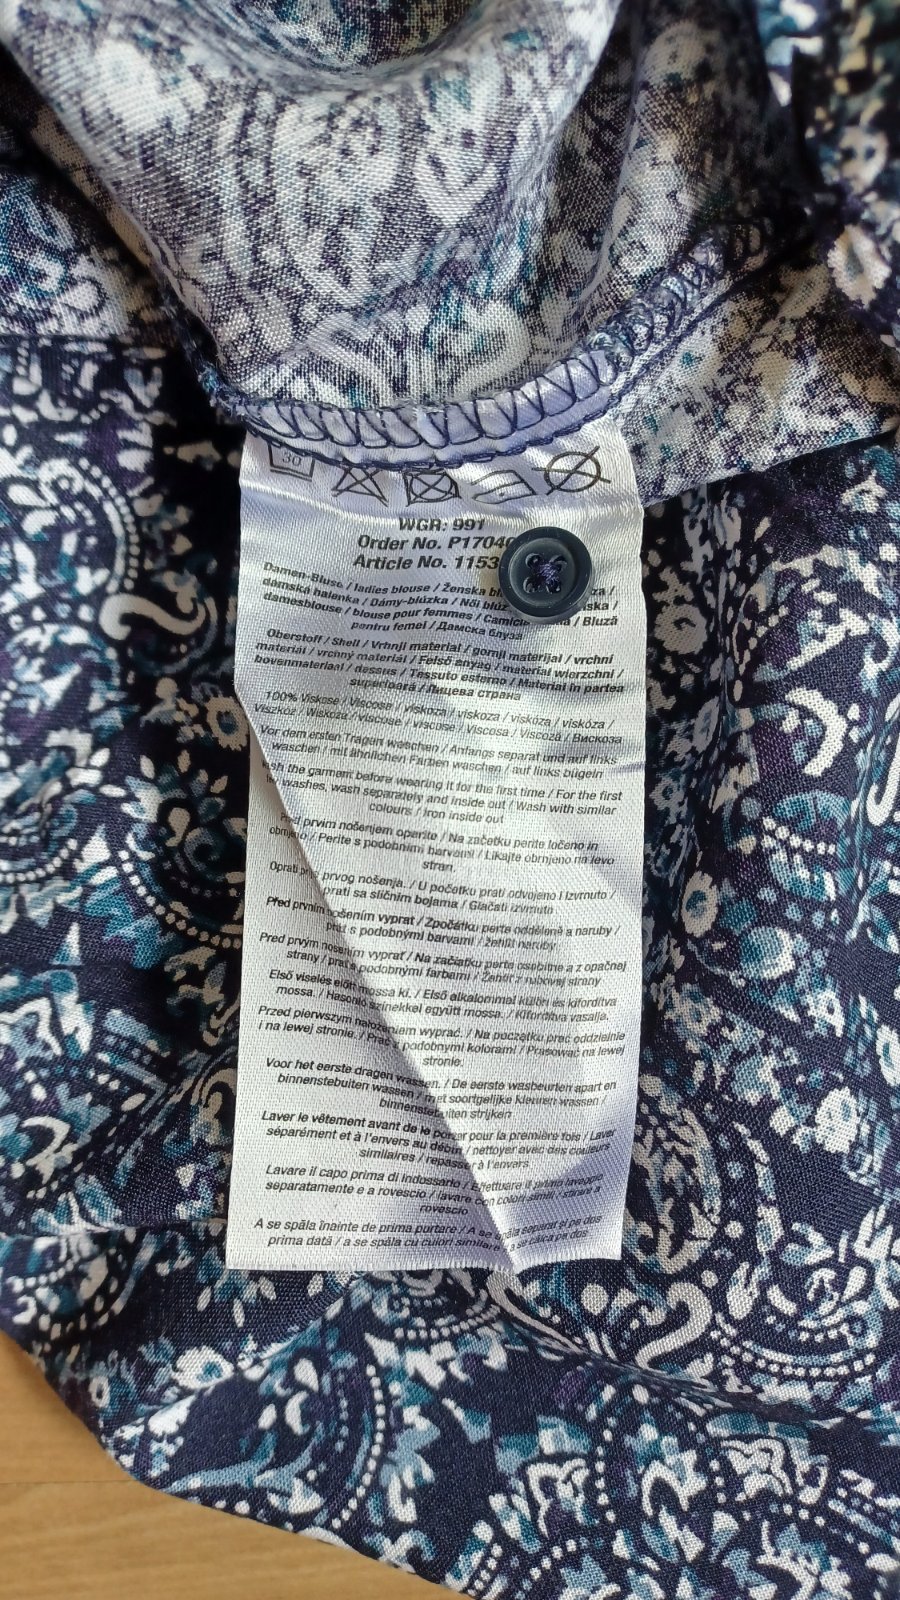 30
WGR: 991
Order No. P1704
Article No. 1153
Damen-Bluse / ladies blouse / Ženska /
dámská halenka / Dámy-blúzka / Női /
damesblouse / blouse pour femmes / / Bluză
pentru femei / Дамска блуза
Oberstoff / Shell / Vrhnji material / gornji materijal / vrchní
materiál / vrchný materiál / Felső anyag / materiał wierzchni /
bovenmateriaal / dessus / Tessuto esterno / Material în partea
superioară / Лицева страна
100% Viskose / Viscose / viskoza / viskoza / viskóza / viskóza /
Viszkóz / Wiskoza / viscose / viscose / viscosa / Viscoză / Вискоза
Vor dem ersten Tragen waschen / Anfangs separat und auf links
waschen / mit ähnlichen Farben waschen / auf links bügeln
the garment before wearing it for the first time / For the first
washes, wash separately and inside out / Wash with similar
colours / Iron inside out
Pred prvim nošenjem operite / Na začetku perite ločeno in
obrnjeno / Perite s podobnimi barvami / Likajte obrnjeno na levo
stran.
Oprati prvog nošenja. / U početku prati odvojeno i izvrnuto /
prati sa sličnim bojama / Glačati izvrnuto
Před prvním nošením vyprat / Zpočátku perte odděleně a naruby /
prát s podobnými barvami / žehlit naruby
Pred prvým nosením vyprať / Na začiatku perte osobitne a z opačnej
strany / prať s podobnými farbami / Žehliť z rubovej strany
Első viselés előtt mossa ki. / Első alkalommal külön és kifordítva
mossa. / Hasonló színekkel együtt mossa. / Kifordítva vasalja.
Przed pierwszym nałożeniem wyprać. / Na początku prać oddzielnie
i na lewej stronie. / Prać z podobnymi kolorami / Prasować na lewej
stronie.
Voor het eerste dragen wassen. / De eerste wasbeurten apart en
binnenstebuiten wassen / met soortgelijke kleuren wassen /
binnenstebuiten strijken
Laver le vêtement avant de le porter pour la première fois / Laver
séparément et à l'envers au début / nettoyer avec des couleurs
similaires / repasser à l'envers
Lavare il capo prima di indossarlo / Effettuare il primo lavaggio
separatamente e a rovescio / lavare con colori simili / stirare a
rovescio
A se spăla înainte de prima purtare / A se spăla separat și pe dos
prima dată / a se spăla cu culori similare / a se călca pe dos